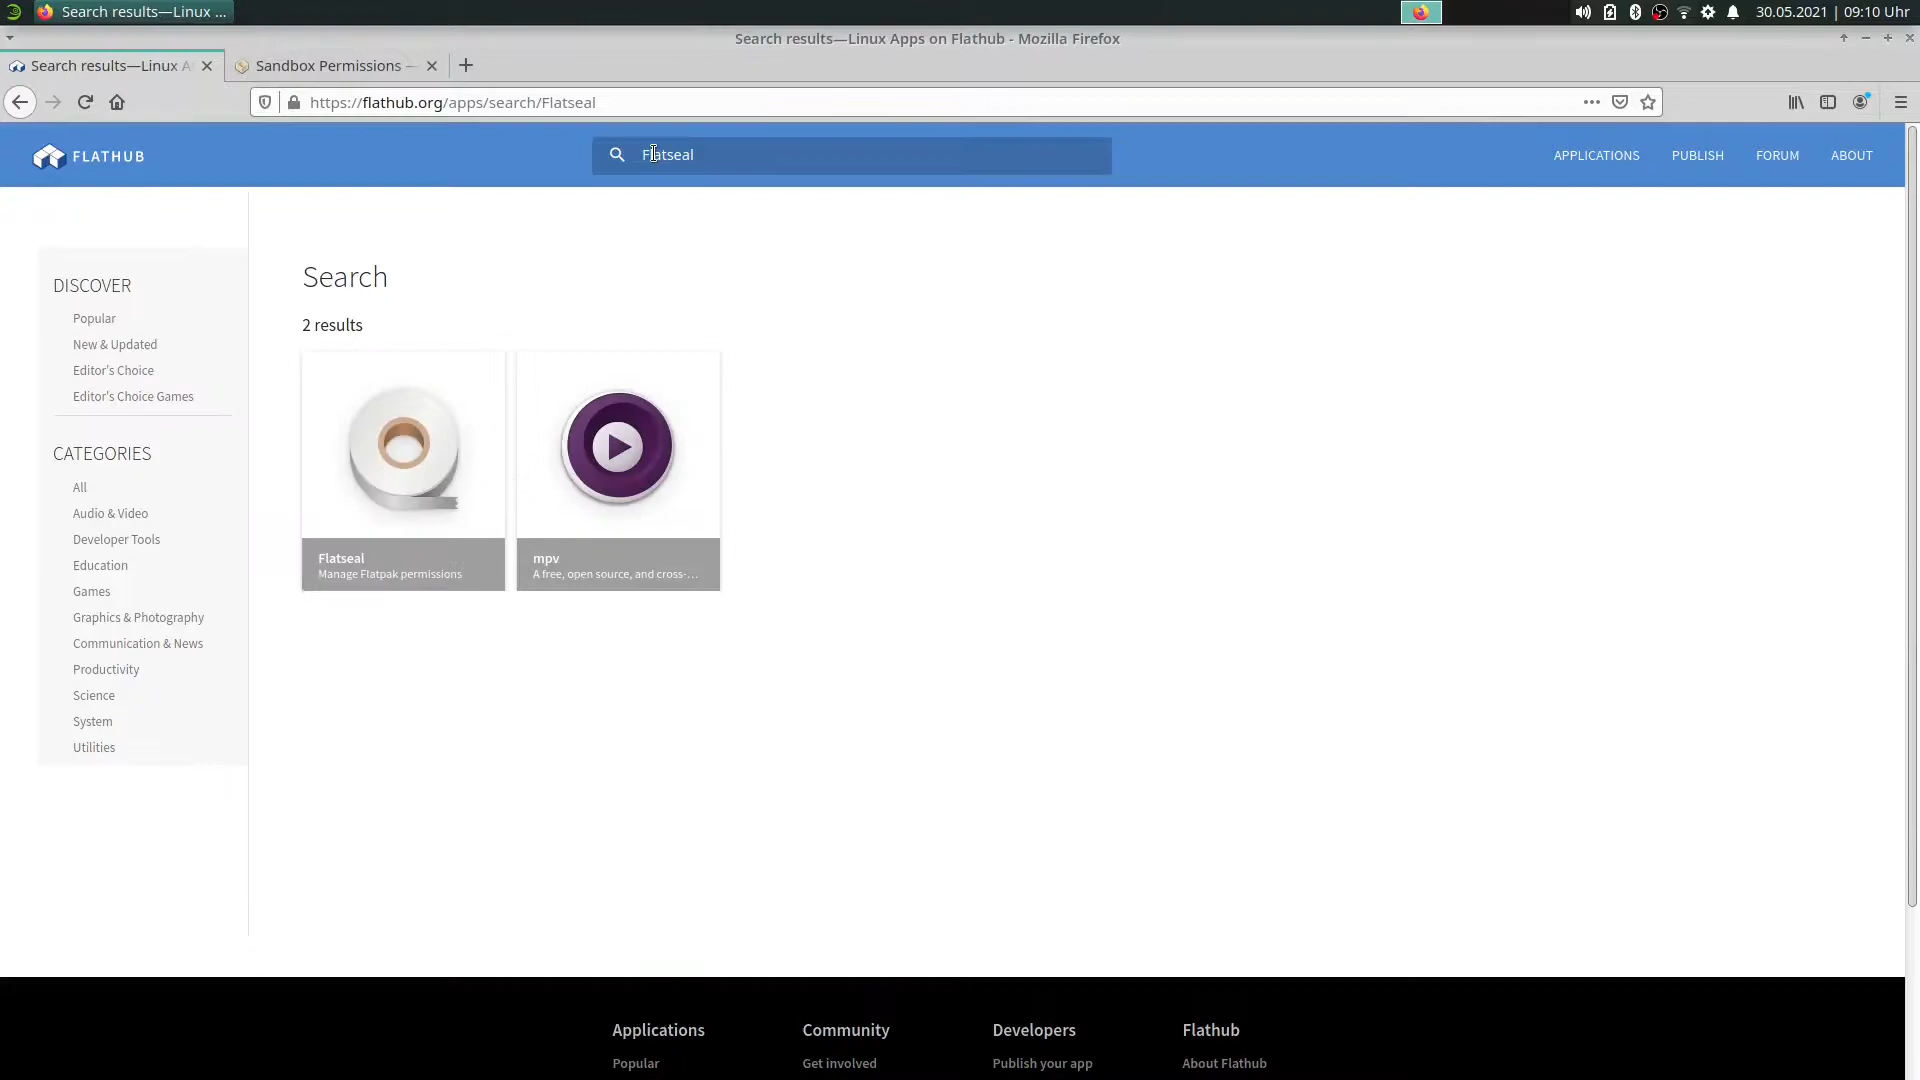 Search results—Linux ...
30.05.2021 | 09:10 Uhr
Search results—Linux Apps on Flathub - Mozilla Firefox
Search results—Linux A
Sandbox Permissions —
https://flathub.org/apps/search/Flatseal
FLATHUB
Flatseal
APPLICATIONS
PUBLISH
FORUM
ABOUT
DISCOVER
Popular
New & Updated
Editor's Choice
Editor's Choice Games
CATEGORIES
All
Audio & Video
Developer Tools
Education
Games
Graphics & Photography
Communication & News
Productivity
Science
System
Utilities
Search
2 results
Flatseal
Manage Flatpak permissions
mpv
A free, open source, and cross-...
Applications
Popular
Community
Get involved
Developers
Publish your app
Flathub
About Flathub